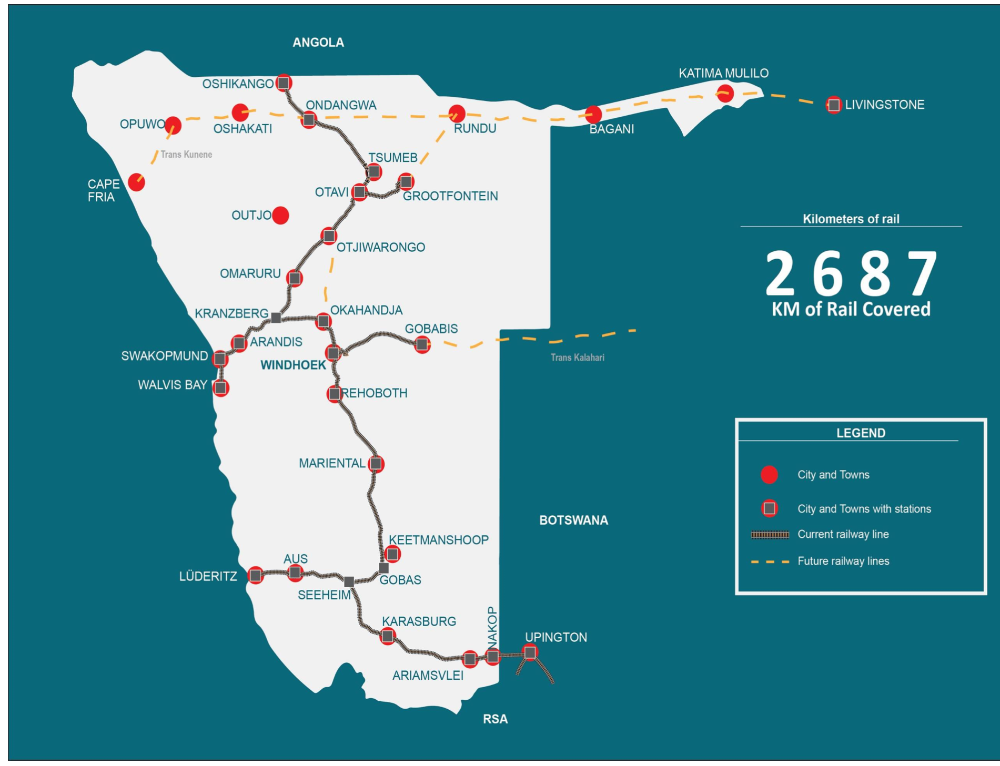 ANGOLA
KATIMA MULILO
OSHIKANGO
ONDANGWA
LIVINGSTONE
OPUWO
OSHAKATI
RUNDU
BAGANI
Trans Kunene
TSUMEB
CAPE
FRIA
OTAVI
GROOTFONTEIN
OUTJO
Kilometers of rail
OTJIWARONGO
2687
OMARURU
KM of Rail Covered
KRANZBERG
OKAHANDJA
GOBABIS
ARANDIS
SWAKOPMUND
WINDHOEK
Trans Kalahari
WALVIS BAY
REHOBOTH
LEGEND
MARIENTAL
City and Towns
City and Towns with stations
BOTSWANA
Current railway line
KEETMANSHOOP
AUS
Future railway lines
LÜDERITZ
GOBAS
SEEHEIM
KARASBURG
NAKOP
UPINGTON
ARIAMSVLEI
RSA